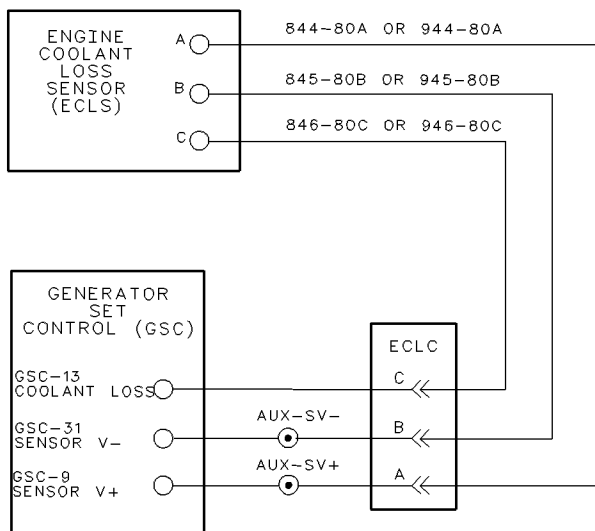 ENGINE
COOLANT
LOSS
SENSOR
(ECLS)
A
844-80A OR 944-80A
B
845-80B OR 945-80B
C
846-80C OR 946-80C
GENERATOR
SET
CONTROL (GSC)
ECLC
GSC-13
COOLANT LOSS
C
GSC-31
SENSOR V-
AUX-SV-
B
GSC-9
SENSOR V+
AUX-SV+
A